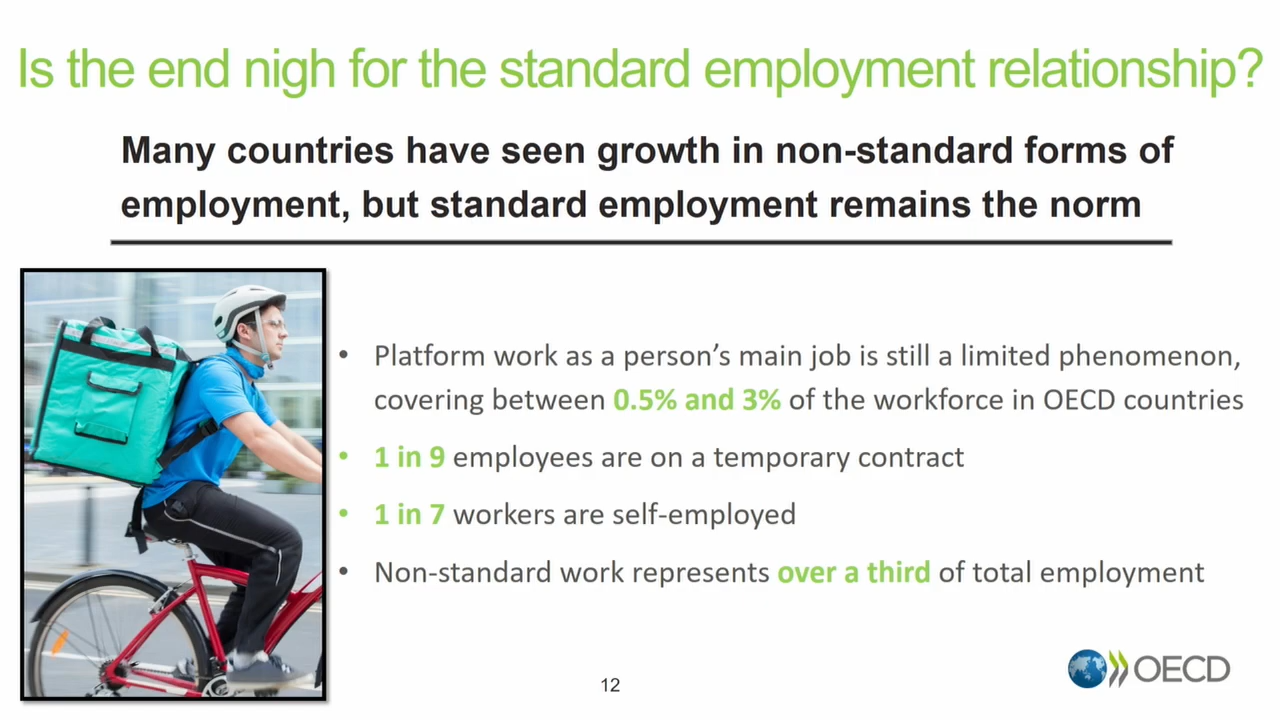 Is the end nigh for the standard employment relationship?
Many countries have seen growth in non-standard forms of
employment, but standard employment remains the norm
• Platform work as a person’s main job is still a limited phenomenon,
covering between 0.5% and 3% of the workforce in OECD countries
• 1 in 9 employees are on a temporary contract
• 1 in 7 workers are self-employed
• Non-standard work represents over a third of total employment
12
OECD